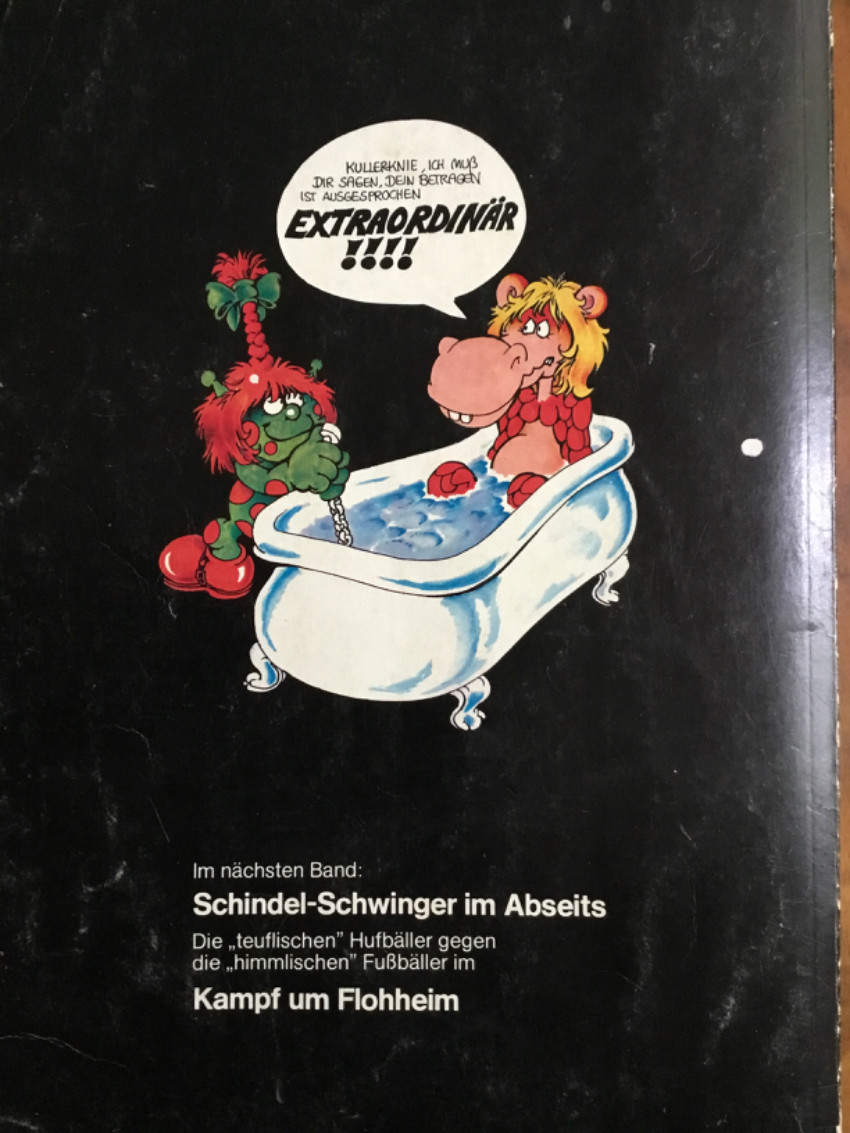 KULLERKNIE, ICH MUß
DIR SAGEN, DEIN BETRAGEN
IST AUSGESPROCHEN
EXTRAORDINÄR
!!!!
Im nächsten Band:
Schindel-Schwinger im Abseits
Die „teuflischen” Hufbäller gegen
die „himmlischen” Fußbäller im
Kampf um Flohheim